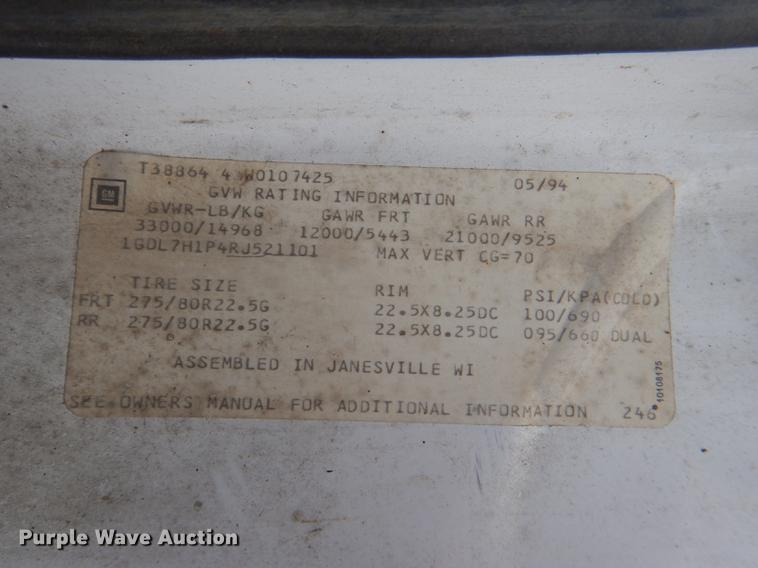 T38864 4 W0107425 05/94
GM GVW RATING INFORMATION
GVWR-LB/KG GAWR FRT GAWR RR
33000/14968 12000/5443 21000/9525
1GDL7H1P4RJ521101 MAX VERT CG=70
TIRE SIZE RIM PSI/KPA(COLD)
FRT 275/80R22.5G 22.5X8.25DC 100/690
RR 275/80R22.5G 22.5X8.25DC 095/660 DUAL
ASSEMBLED IN JANESVILLE WI
10108175
SEE OWNERS MANUAL FOR ADDITIONAL INFORMATION 246
Purple Wave Auction